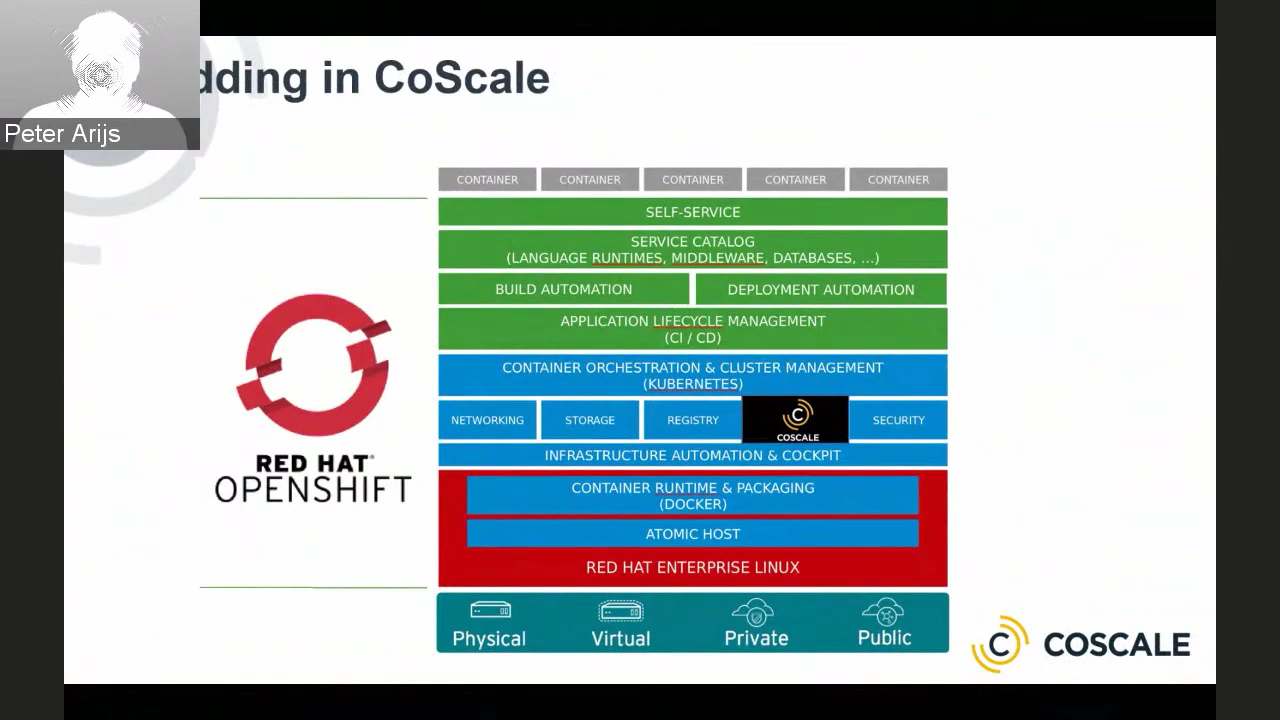 dding in CoScale
Peter Arijs
CONTAINER CONTAINER CONTAINER CONTAINER CONTAINER
SELF-SERVICE
SERVICE CATALOG
(LANGUAGE RUNTIMES, MIDDLEWARE, DATABASES, ...)
BUILD AUTOMATION DEPLOYMENT AUTOMATION
APPLICATION LIFECYCLE MANAGEMENT
(CI / CD)
CONTAINER ORCHESTRATION & CLUSTER MANAGEMENT
(KUBERNETES)
NETWORKING STORAGE REGISTRY C COSCALE SECURITY
INFRASTRUCTURE AUTOMATION & COCKPIT
CONTAINER RUNTIME & PACKAGING
(DOCKER)
ATOMIC HOST
RED HAT ENTERPRISE LINUX
RED HAT®
OPENSHIFT
Physical Virtual Private Public
C COSCALE